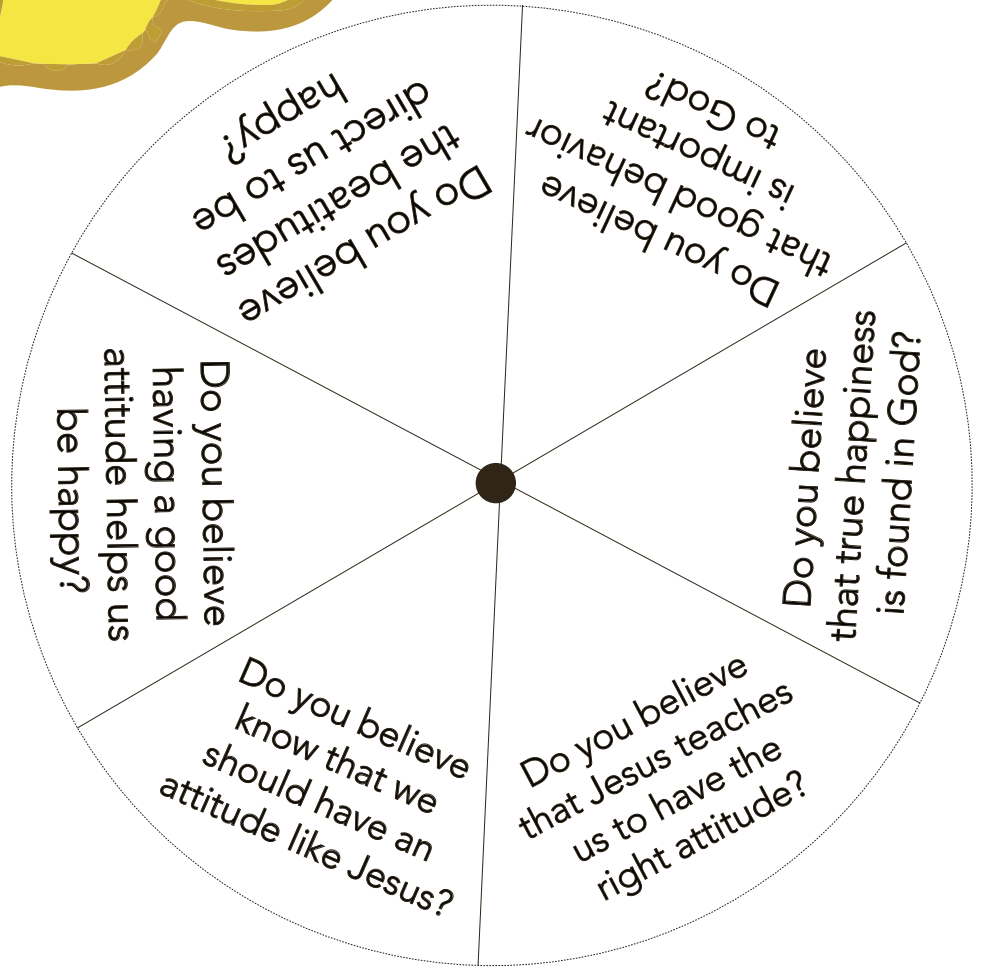 Do you believe
the beatitudes
direct us to be
happy?
Do you believe
that good behavior
is important
to God?
Do you believe
that true happiness
is found in God?
Do you believe
that Jesus teaches
us to have the
right attitude?
Do you believe
know that we
should have an
attitude like Jesus?
Do you believe
having a good
attitude helps us
be happy?